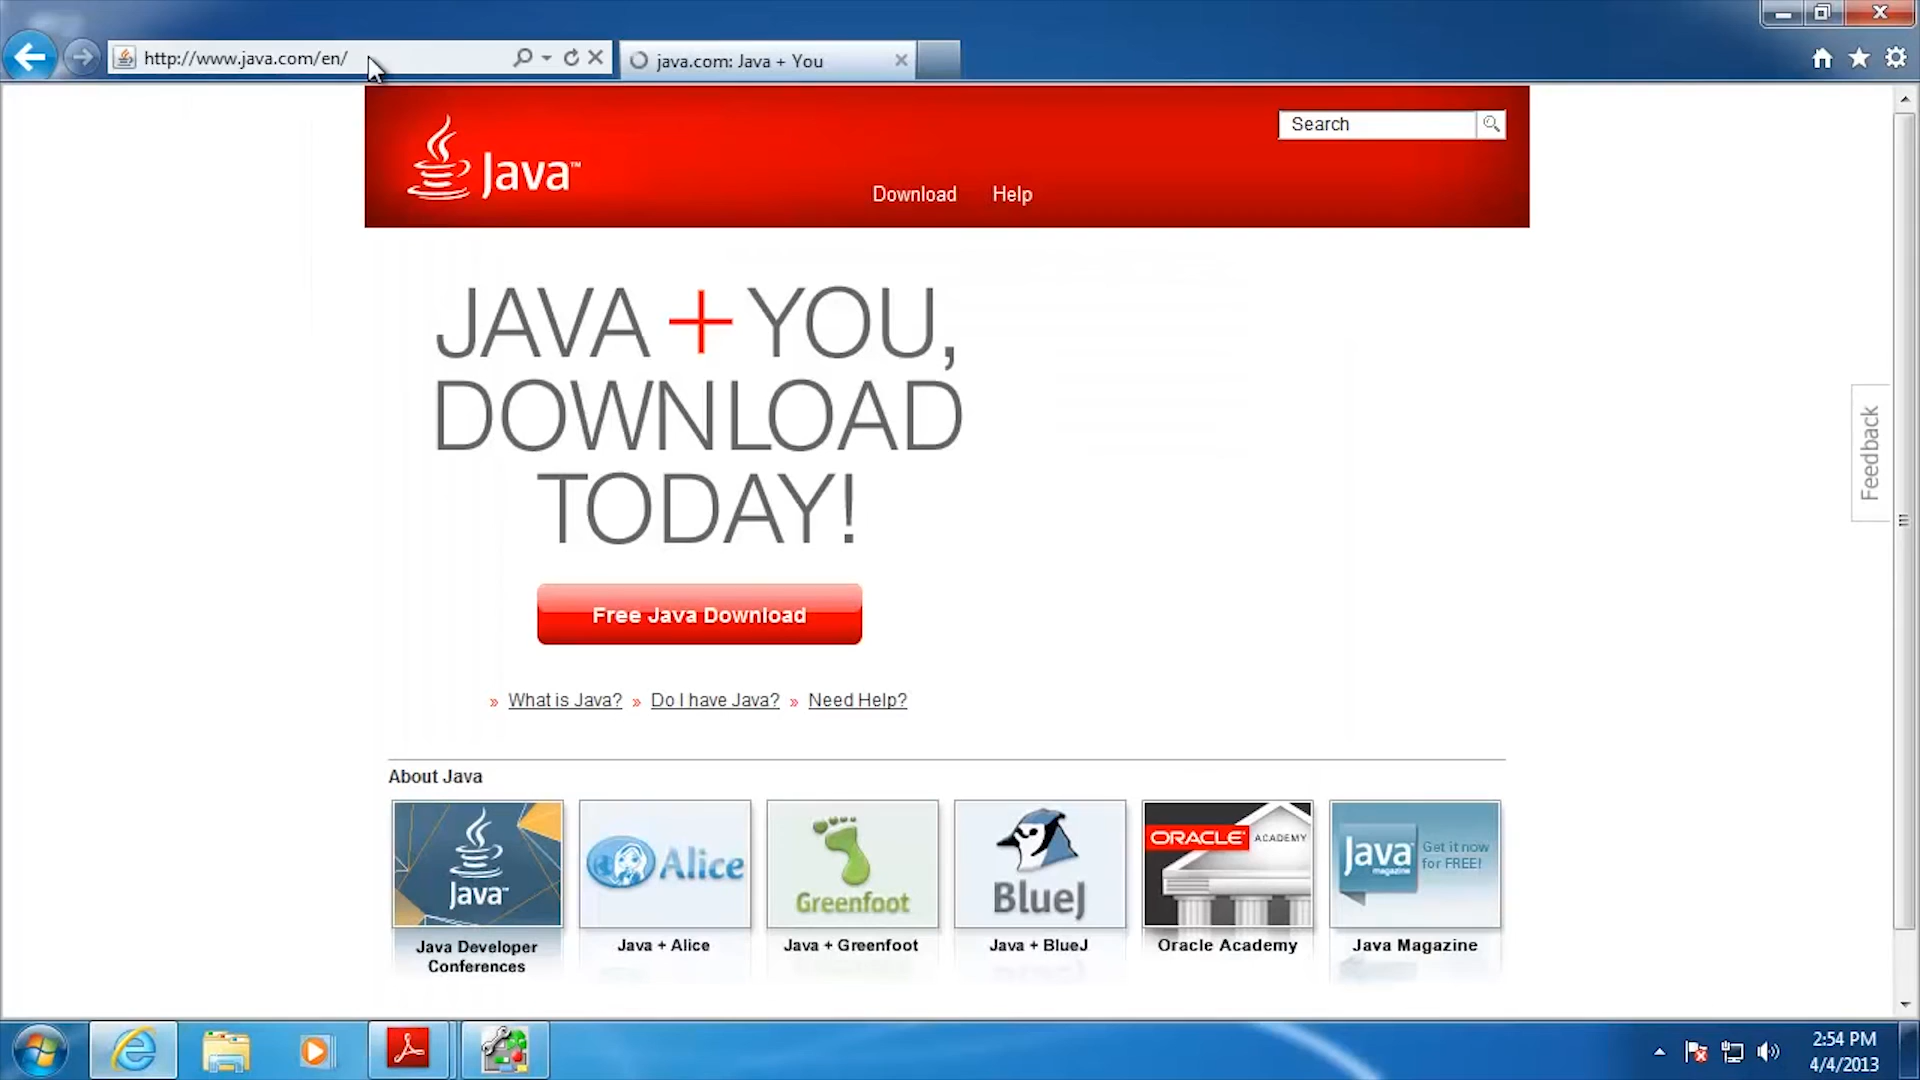 http://www.java.com/en/
java.com: Java + You
Java™
Download Help
Search
JAVA + YOU,
DOWNLOAD
TODAY!
Free Java Download
» What is Java? » Do I have Java? » Need Help?
Feedback
About Java
Java™
Alice
Greenfoot
BlueJ
ORACLE ACADEMY
Java magazine
Get it now
for FREE!
Java Developer
Conferences
Java + Alice
Java + Greenfoot
Java + BlueJ
Oracle Academy
Java Magazine
2:54 PM
4/4/2013